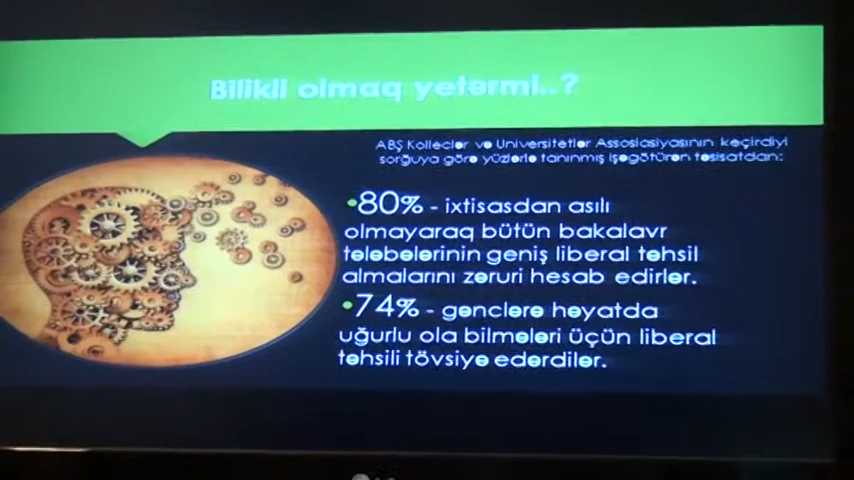 Bilikli olmaq yetərmi..?
ABŞ Kolleclər və Universitetlər Assosiasiyasının keçirdiyi
sorğuya görə yüzlərlə tanınmış işəgötürən təsisatdan:
•80% - ixtisasdan asılı
olmayaraq bütün bakalavr
tələbələrinin geniş liberal təhsil
almalarını zəruri hesab edirlər.
•74% - gənclərə həyatda
uğurlu ola bilmələri üçün liberal
təhsili tövsiyə edərdilər.